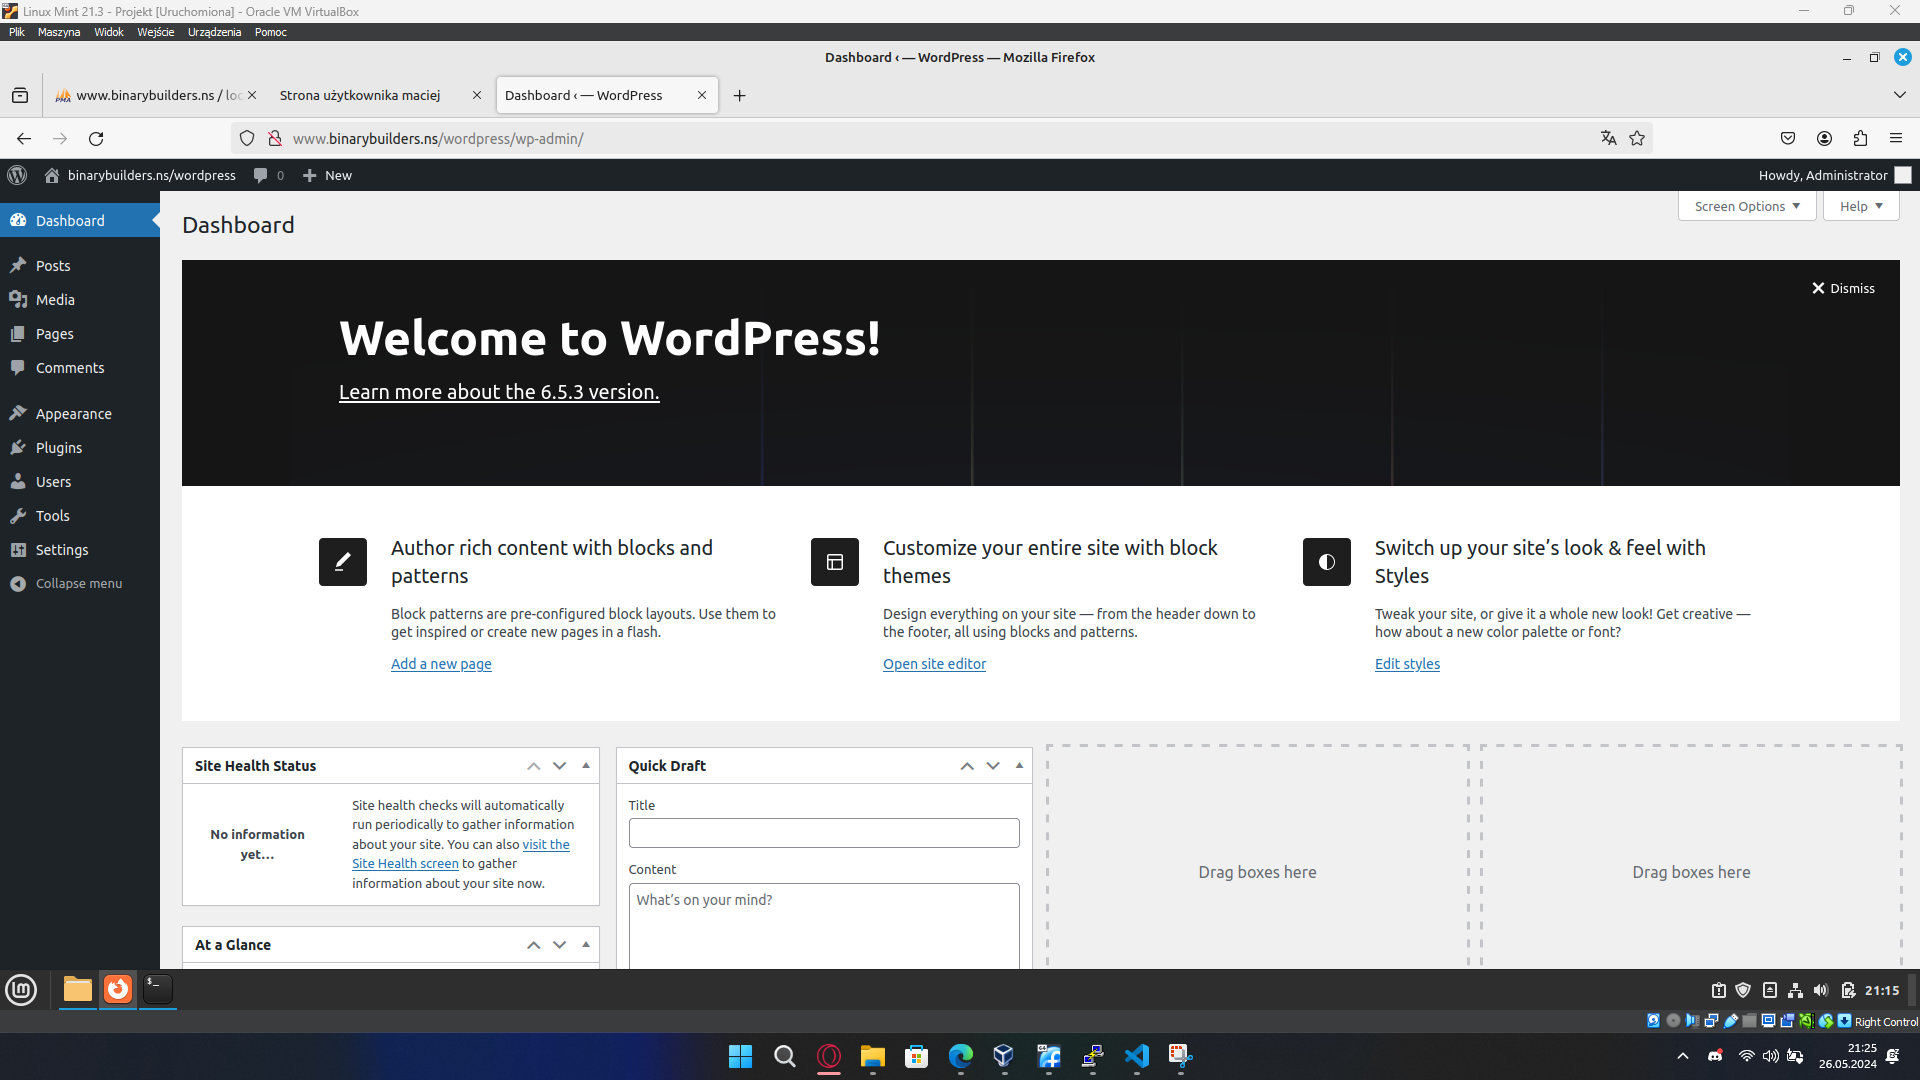 Linux Mint 21.3 - Projekt [Uruchomiona] - Oracle VM VirtualBox
Plik Maszyna Widok Wejście Urządzenia Pomoc
Dashboard ‹ — WordPress — Mozilla Firefox
PMA www.binarybuilders.ns / loc
Strona użytkownika maciej
Dashboard ‹ — WordPress
www.binarybuilders.ns/wordpress/wp-admin/
binarybuilders.ns/wordpress 0 New
Howdy, Administrator
Dashboard
Posts
Media
Pages
Comments
Appearance
Plugins
Users
Tools
Settings
Collapse menu
Dashboard
Screen Options
Help
Dismiss
Welcome to WordPress!
Learn more about the 6.5.3 version.
Author rich content with blocks and
patterns
Block patterns are pre-configured block layouts. Use them to
get inspired or create new pages in a flash.
Add a new page
Customize your entire site with block
themes
Design everything on your site — from the header down to
the footer, all using blocks and patterns.
Open site editor
Switch up your site’s look & feel with
Styles
Tweak your site, or give it a whole new look! Get creative —
how about a new color palette or font?
Edit styles
Site Health Status
No information
yet…
Site health checks will automatically
run periodically to gather information
about your site. You can also visit the
Site Health screen to gather
information about your site now.
At a Glance
Quick Draft
Title
Content
What’s on your mind?
Drag boxes here
Drag boxes here
21:15
Right Control
21:25
26.05.2024